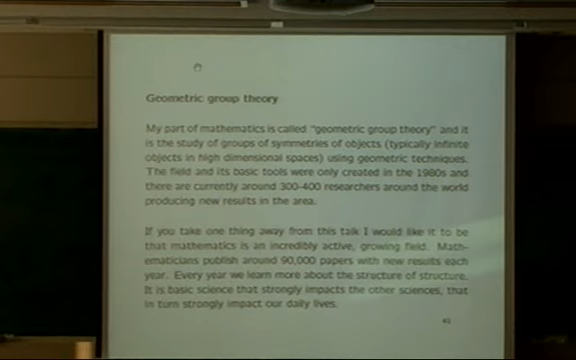 Geometric group theory
My part of mathematics is called "geometric group theory" and it
is the study of groups of symmetries of objects (typically infinite
objects in high dimensional spaces) using geometric techniques.
The field and its basic tools were only created in the 1980s and
there are currently around 300-400 researchers around the world
producing new results in the area.
If you take one thing away from this talk I would like it to be
that mathematics is an incredibly active, growing field. Math-
ematicians publish around 90,000 papers with new results each
year. Every year we learn more about the structure of structure.
It is basic science that strongly impacts the other sciences, that
in turn strongly impact our daily lives.